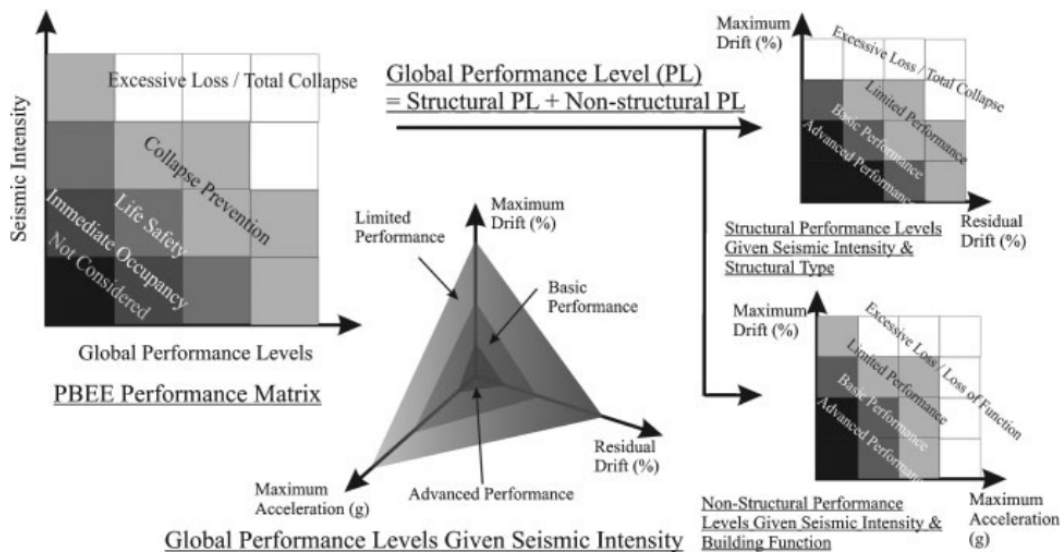 Seismic Intensity
Excessive Loss / Total Collapse
Collapse Prevention
Life Safety
Immediate Occupancy
Not Considered
Global Performance Levels
PBEE Performance Matrix
Global Performance Level (PL)
= Structural PL + Non-structural PL
Maximum
Drift (%)
Limited
Performance
Basic
Performance
Residual
Drift (%)
Maximum
Acceleration (g)
Advanced Performance
Global Performance Levels Given Seismic Intensity
Maximum
Drift (%)
Excessive Loss / Total Collapse
Limited Performance
Basic Performance
Advanced Performance
Residual
Drift (%)
Structural Performance Levels
Given Seismic Intensity &
Structural Type
Maximum
Drift (%)
Excessive Loss / Loss of Function
Limited Performance
Basic Performance
Advanced Performance
Maximum
Acceleration
(g)
Non-Structural Performance
Levels Given Seismic Intensity &
Building Function